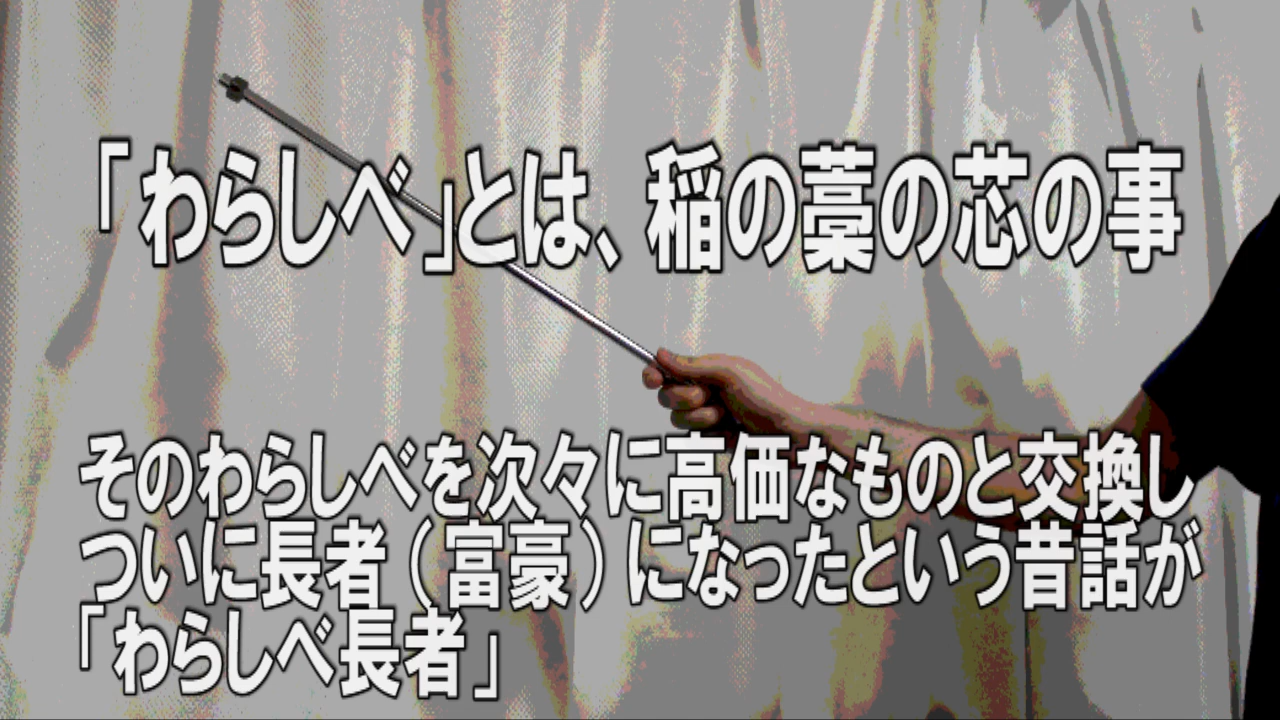 「わらしべ」とは、稲の藁の芯の事
そのわらしべを次々に高価なものと交換し
ついに長者（富豪）になったという昔話が
「わらしべ長者」